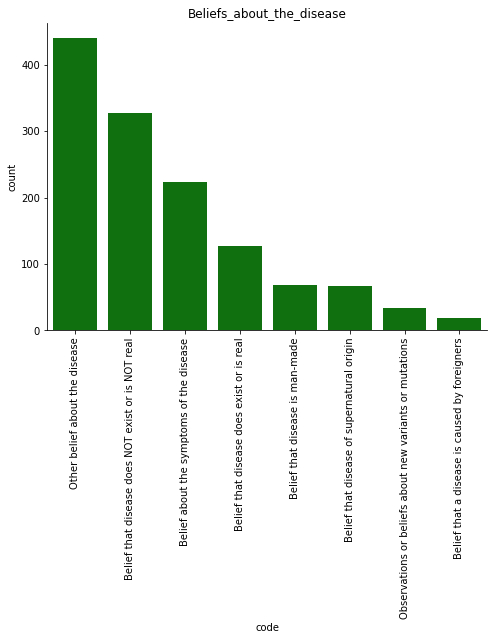 Beliefs_about_the_disease
count
400
300
200
100
0
Other belief about the disease
Belief that disease does NOT exist or is NOT real
Belief about the symptoms of the disease
Belief that disease does exist or is real
Belief that disease is man-made
Belief that disease of supernatural origin
Observations or beliefs about new variants or mutations
Belief that a disease is caused by foreigners
code